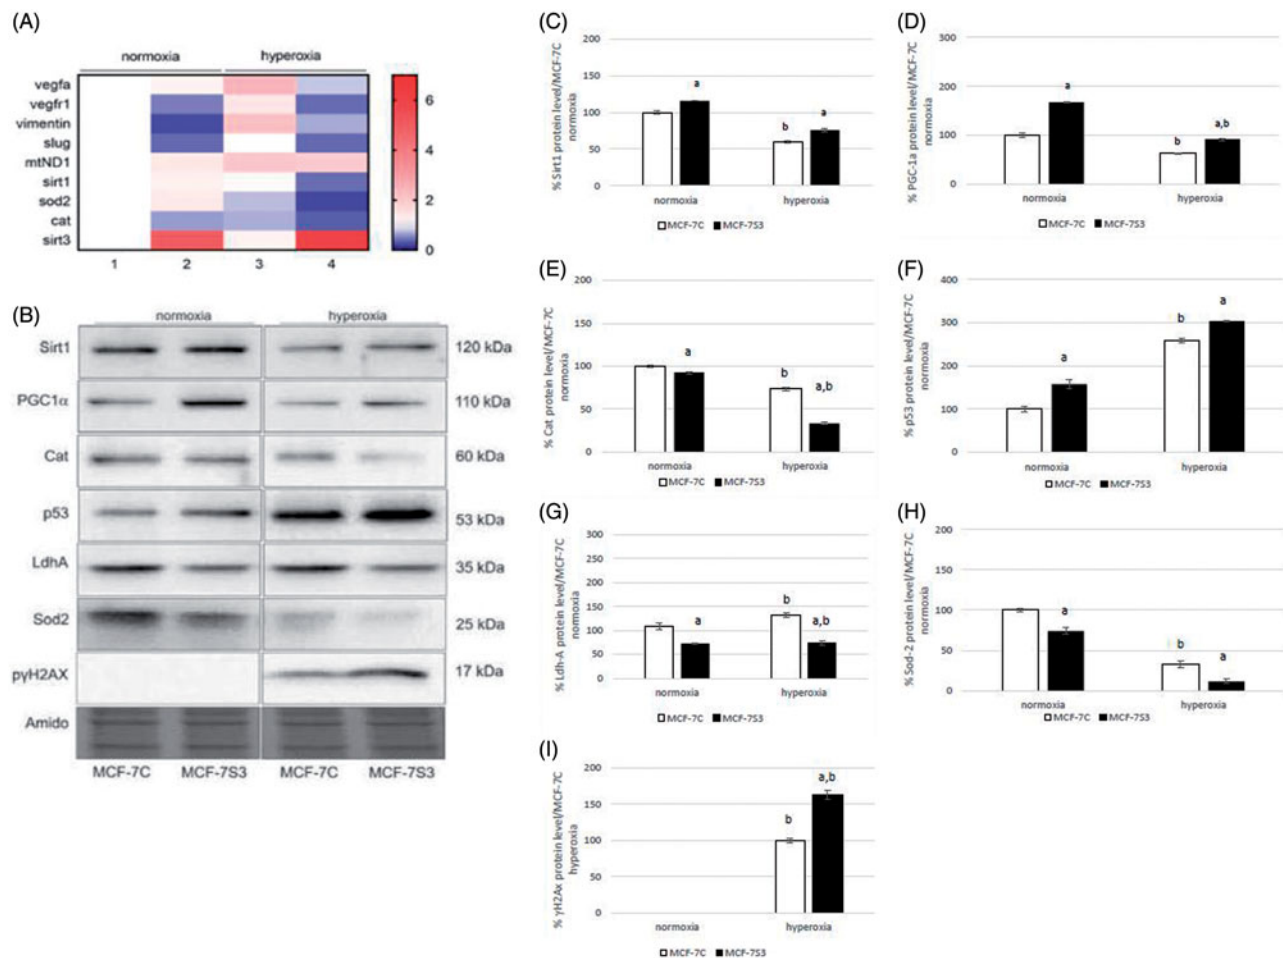 (A)
normoxia hyperoxia
vegfa
vegfr1
vimentin
slug
mtND1
sirt1
sod2
cat
sirt3
1 2 3 4
6
4
2
0
(B)
normoxia hyperoxia
Sirt1 120 kDa
PGC1α 110 kDa
Cat 60 kDa
p53 53 kDa
LdhA 35 kDa
Sod2 25 kDa
pγH2AX 17 kDa
Amido
MCF-7C MCF-7S3 MCF-7C MCF-7S3
(C)
% Sirt1 protein level/MCF-7C
normoxia
200
150
100
50
0
a
b a
normoxia hyperoxia
MCF-7C MCF-7S3
(D)
% PGC-1a protein level/MCF-7C
normoxia
300
200
100
0
a
b a,b
normoxia hyperoxia
MCF-7C MCF-7S3
(E)
% Cat protein level/MCF-7C
normoxia
200
150
100
50
0
a
b a,b
normoxia hyperoxia
MCF-7C MCF-7S3
(F)
% p53 protein level/MCF-7C
normoxia
400
300
200
100
0
a
b a
normoxia hyperoxia
MCF-7C MCF-7S3
(G)
% Ldh-A protein level/MCF-7C
normoxia
300
250
200
150
100
50
0
a
b a,b
normoxia hyperoxia
MCF-7C MCF-7S3
(H)
% Sod-2 protein level/MCF-7C
normoxia
200
150
100
50
0
a
b a
normoxia hyperoxia
MCF-7C MCF-7S3
(I)
% γH2Ax protein level/MCF-7C
hyperoxia
200
150
100
50
0
b a,b
normoxia hyperoxia
MCF-7C MCF-7S3